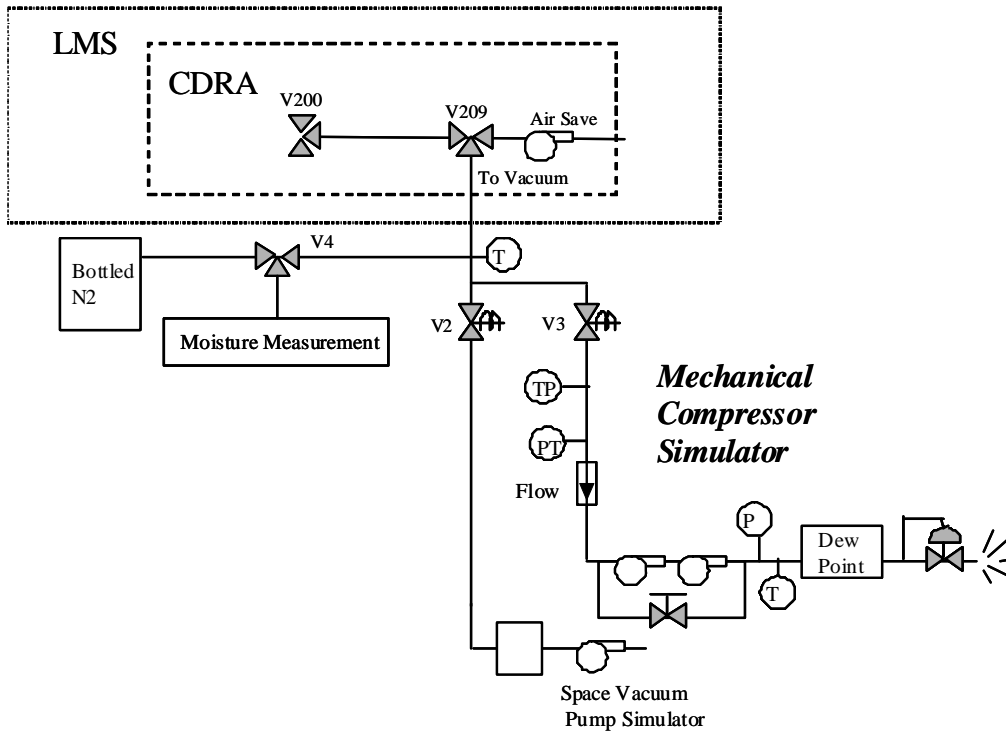 LMS
CDRA
V200
V209
Air Save
To Vacuum
V4
T
Bottled
N2
Moisture Measurement
V2
V3
TP
PT
Flow
Mechanical
Compressor
Simulator
P
Dew
Point
T
Space Vacuum
Pump Simulator